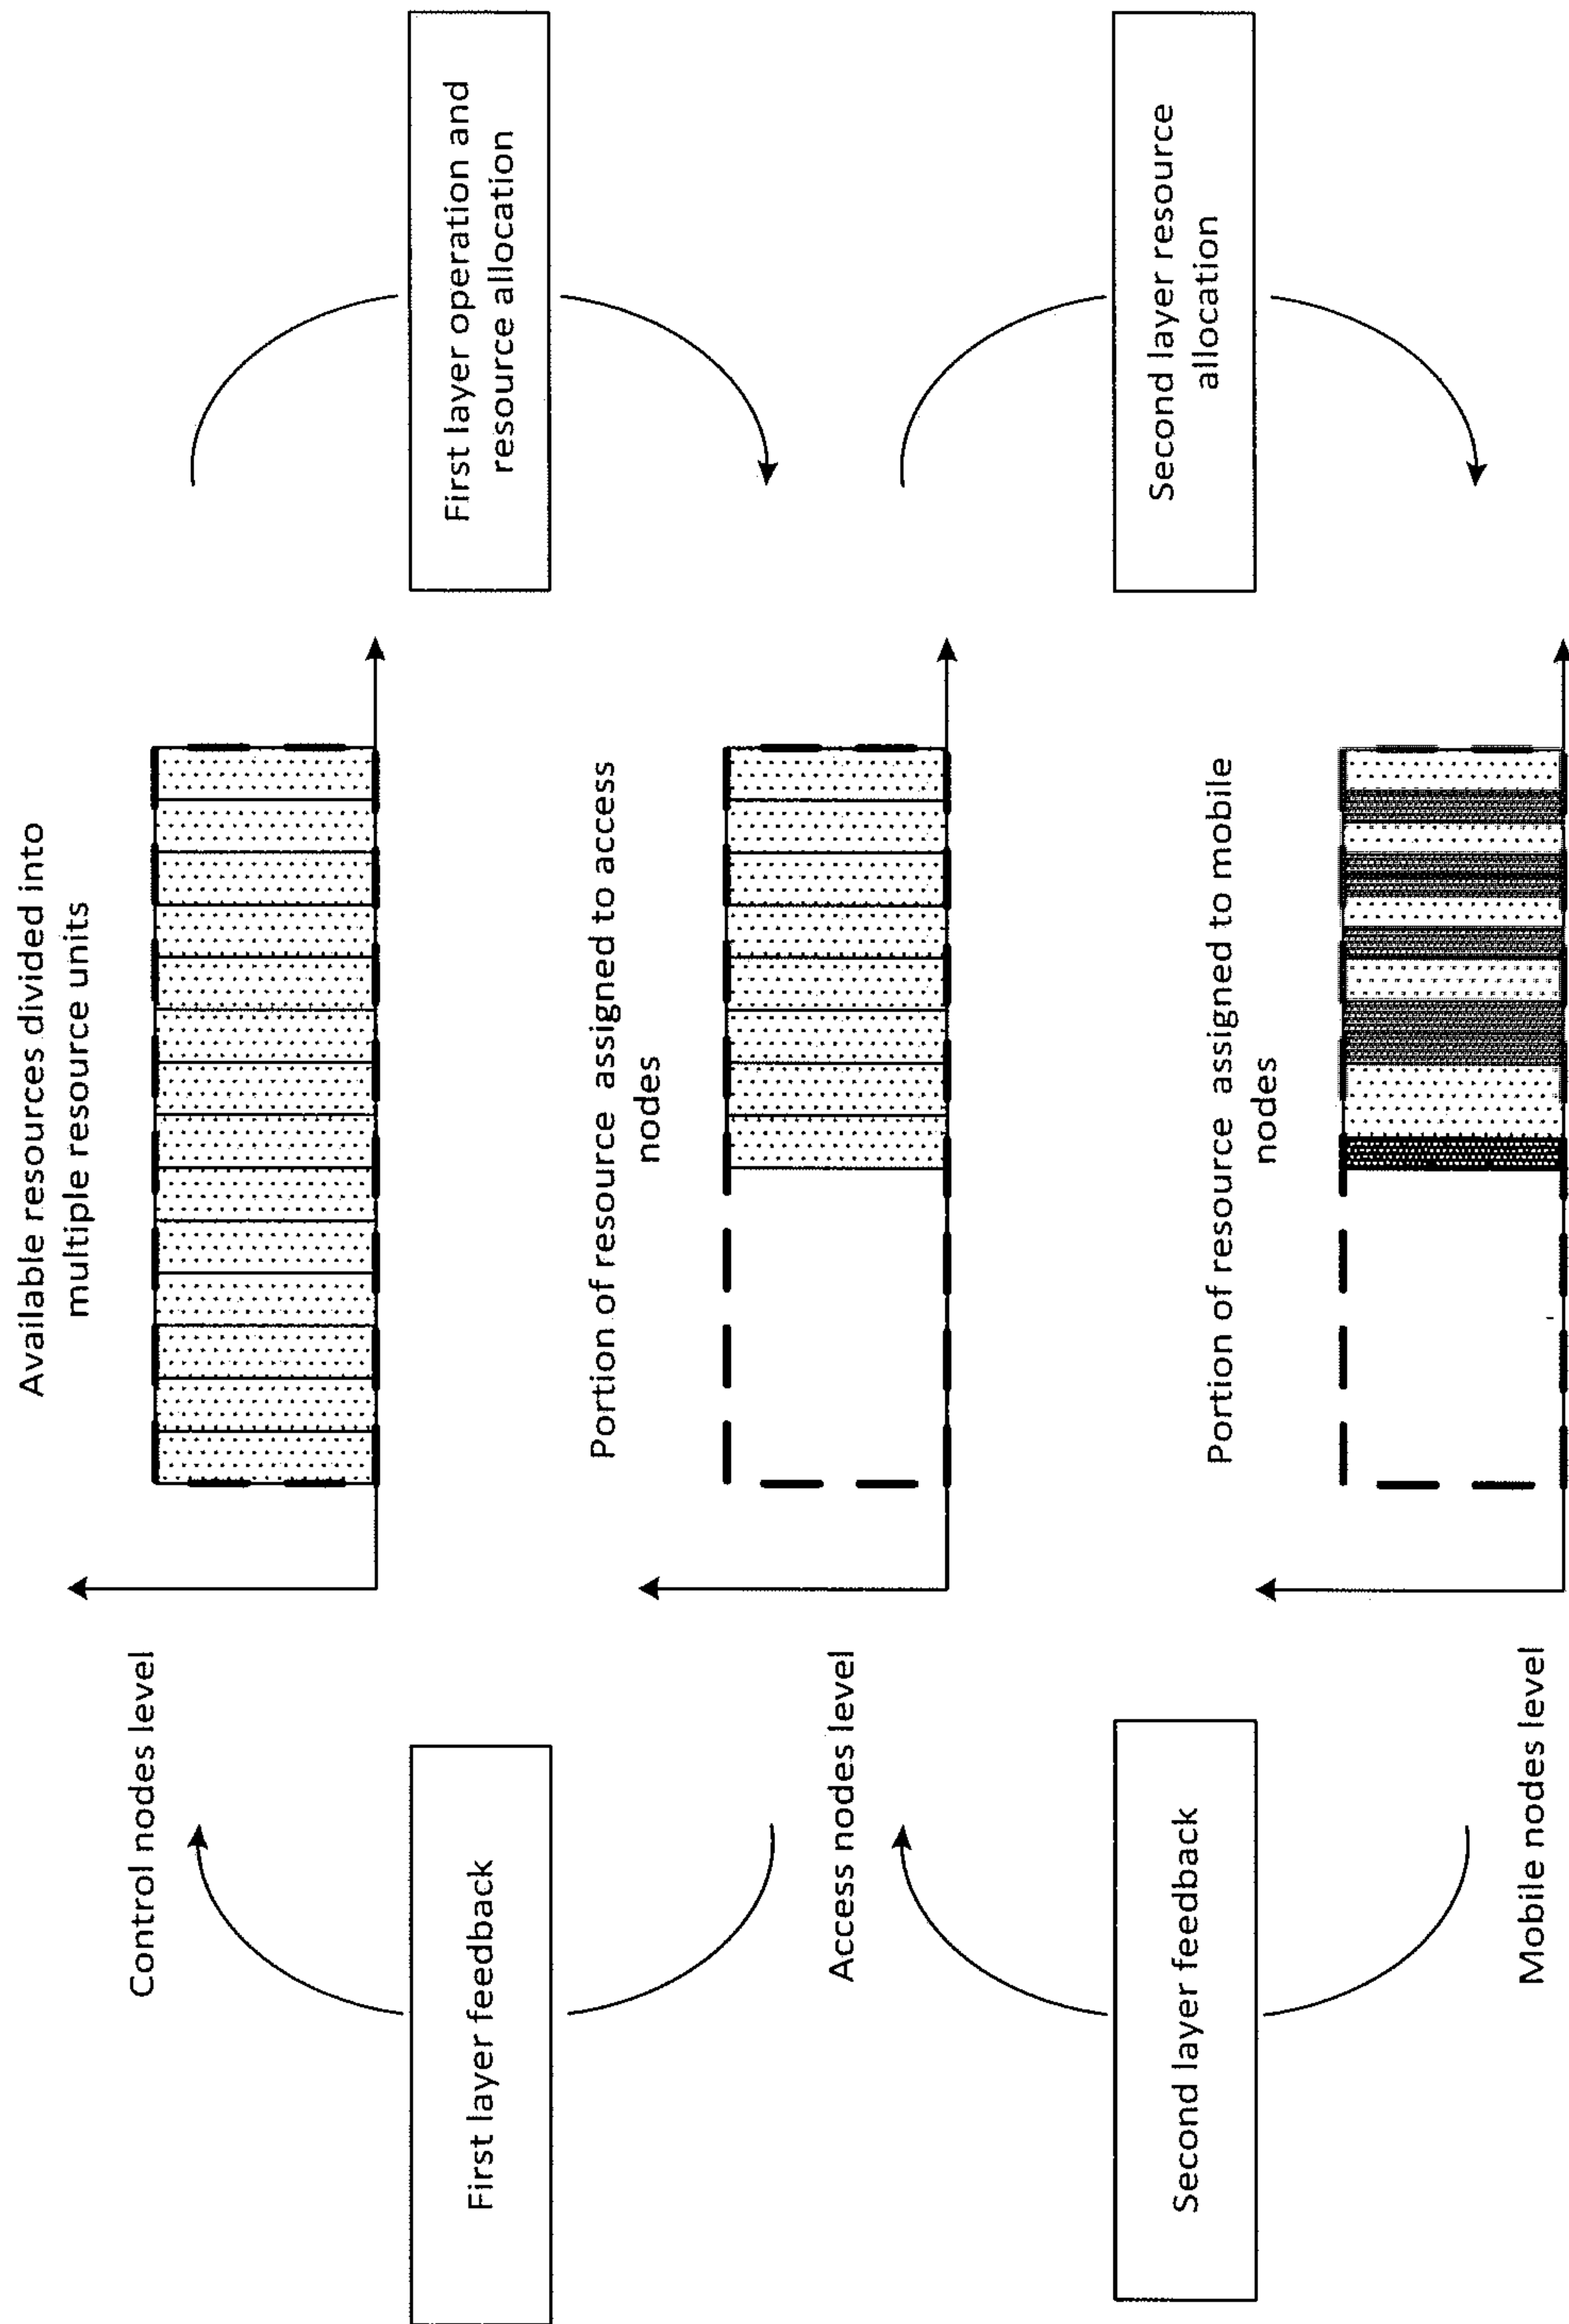 Available resources divided into
multiple resource units
Control nodes level
First layer feedback
First layer operation and
resource allocation
Portion of resource assigned to access
nodes
Access nodes level
Second layer feedback
Second layer resource
allocation
Portion of resource assigned to mobile
nodes
Mobile nodes level